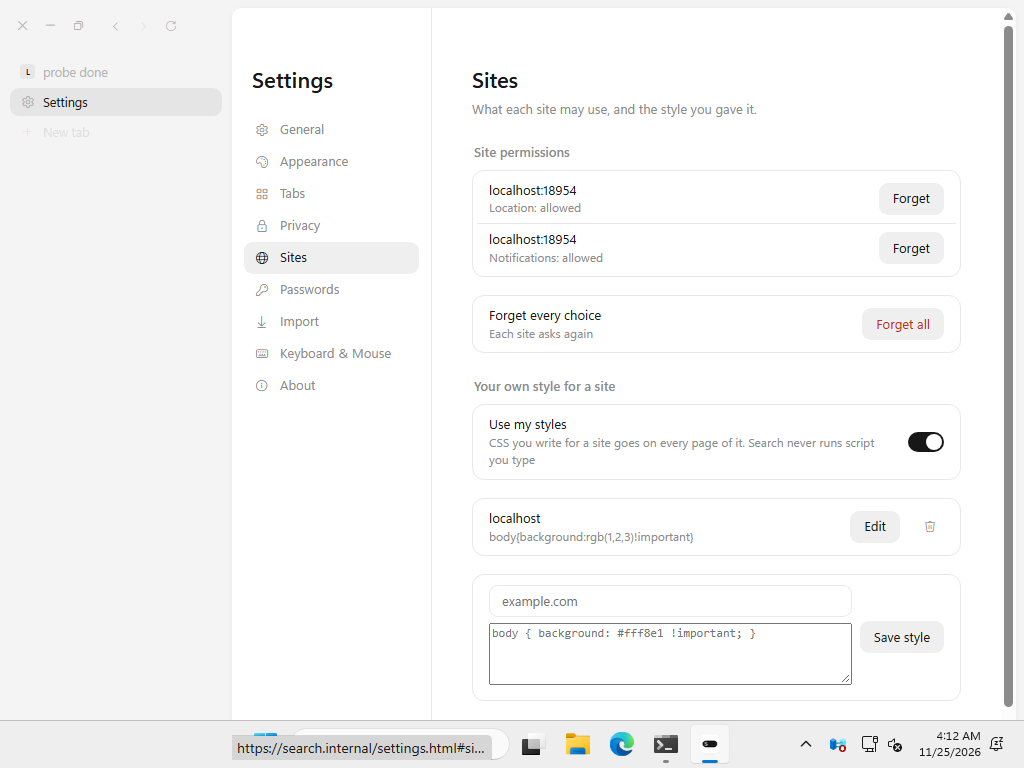 L probe done
Settings
+ New tab
Settings
General
Appearance
Tabs
Privacy
Sites
Passwords
Import
Keyboard & Mouse
About
Sites
What each site may use, and the style you gave it.
Site permissions
localhost:18954
Location: allowed
Forget
localhost:18954
Notifications: allowed
Forget
Forget every choice
Each site asks again
Forget all
Your own style for a site
Use my styles
CSS you write for a site goes on every page of it. Search never runs script
you type
localhost
body{background:rgb(1,2,3)!important}
Edit
example.com
body { background: #fff8e1 !important; }
Save style
https://search.internal/settings.html#si...
4:12 AM
11/25/2026